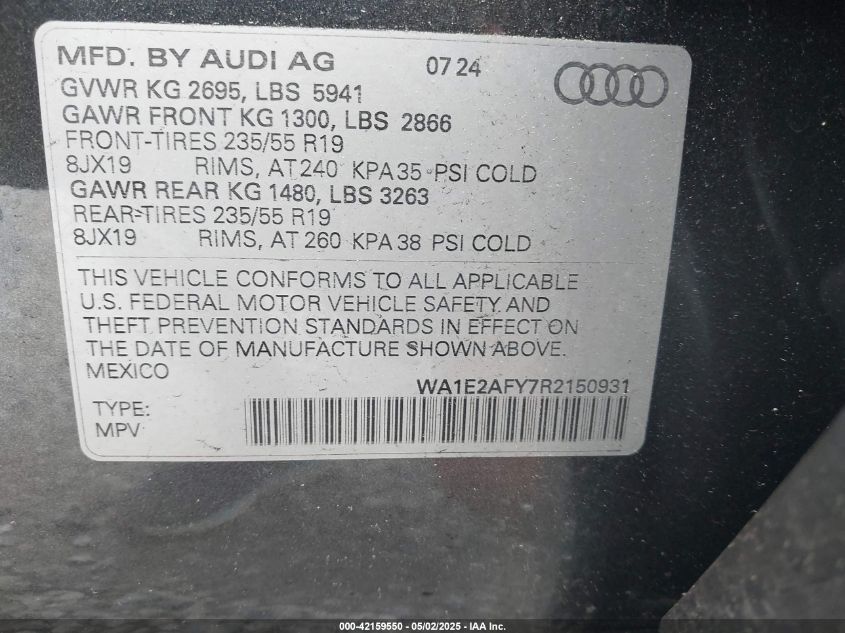 MFD. BY AUDI AG 07 24
GVWR KG 2695, LBS 5941
GAWR FRONT KG 1300, LBS 2866
FRONT-TIRES 235/55 R19
8JX19 RIMS, AT 240 KPA 35 PSI COLD
GAWR REAR KG 1480, LBS 3263
REAR-TIRES 235/55 R19
8JX19 RIMS, AT 260 KPA 38 PSI COLD
THIS VEHICLE CONFORMS TO ALL APPLICABLE
U.S. FEDERAL MOTOR VEHICLE SAFETY AND
THEFT PREVENTION STANDARDS IN EFFECT ON
THE DATE OF MANUFACTURE SHOWN ABOVE.
MEXICO
WA1E2AFY7R2150931
TYPE:
MPV
000-42159550 - 05/02/2025 - IAA Inc.